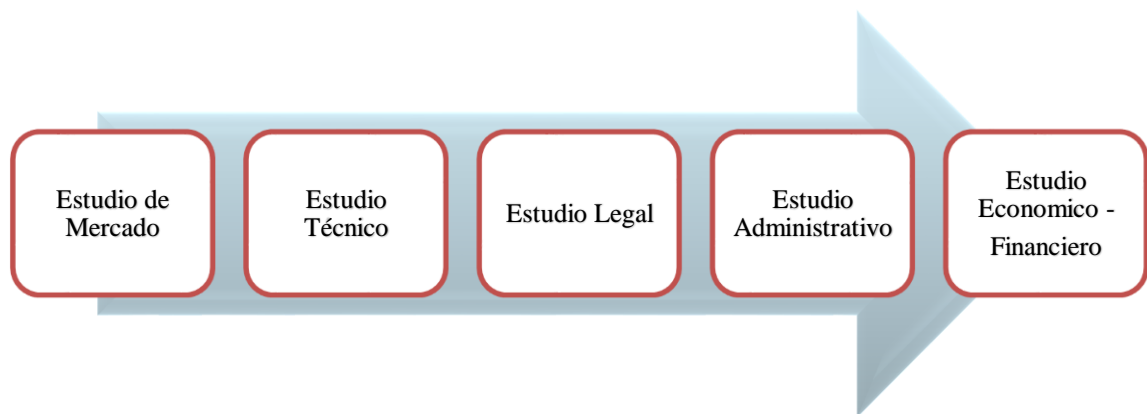 Estudio de
Mercado
Estudio
Técnico
Estudio Legal
Estudio
Administrativo
Estudio
Economico -
Financiero